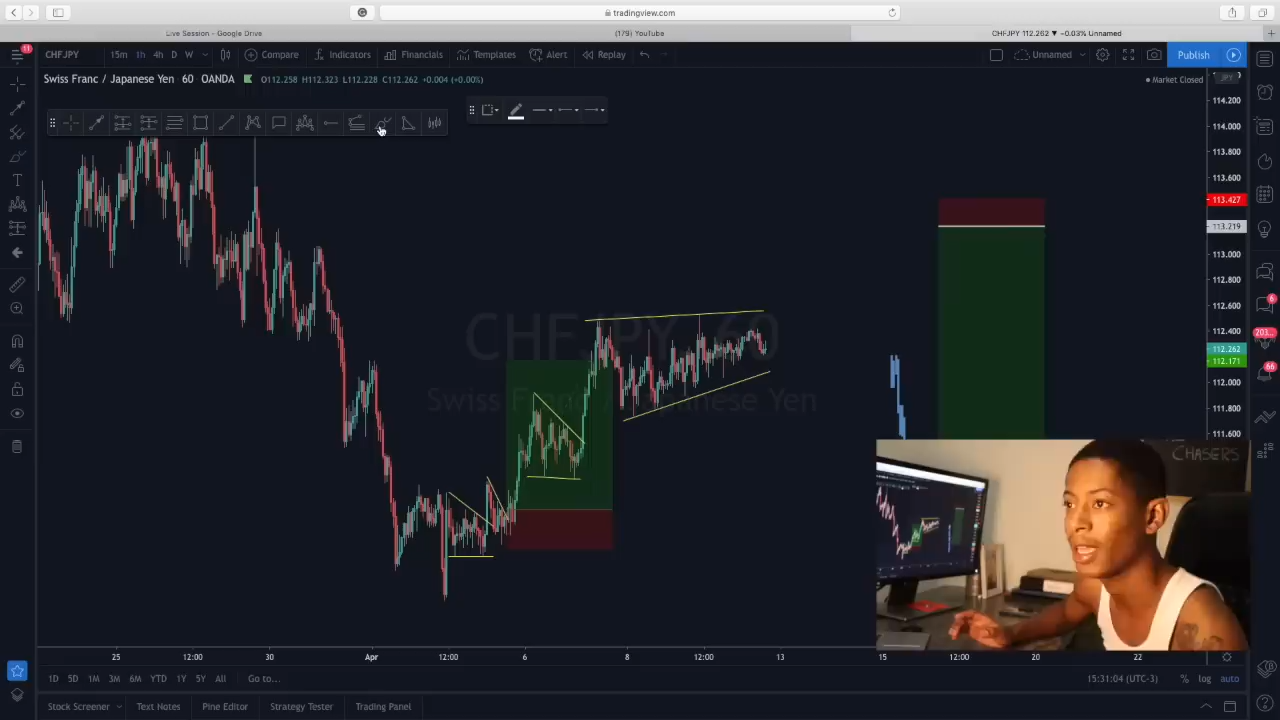 tradingview.com
Live Session - Google Drive
(179) YouTube
CHFJPY 112.262 ▼ −0.03% Unnamed
11
CHFJPY
15m 1h 4h D W
Compare
Indicators
Financials
Templates
Alert
Replay
Unnamed
Publish
Swiss Franc / Japanese Yen 60 OANDA
O112.258 H112.323 L112.228 C112.262 +0.004 (+0.00%)
Market Closed
JPY
114.200
114.000
113.800
113.600
113.427
113.219
113.000
112.800
112.600
112.400
112.262
112.171
112.000
111.800
111.600
CHFJPY, 60
Swiss Franc / Japanese Yen
6
203
66
CHASERS
25
12:00
30
Apr
12:00
6
8
12:00
13
15
12:00
20
22
1D 5D 1M 3M 6M YTD 1Y 5Y All
Go to...
15:31:04 (UTC-3)
% log auto
Stock Screener
Text Notes
Pine Editor
Strategy Tester
Trading Panel